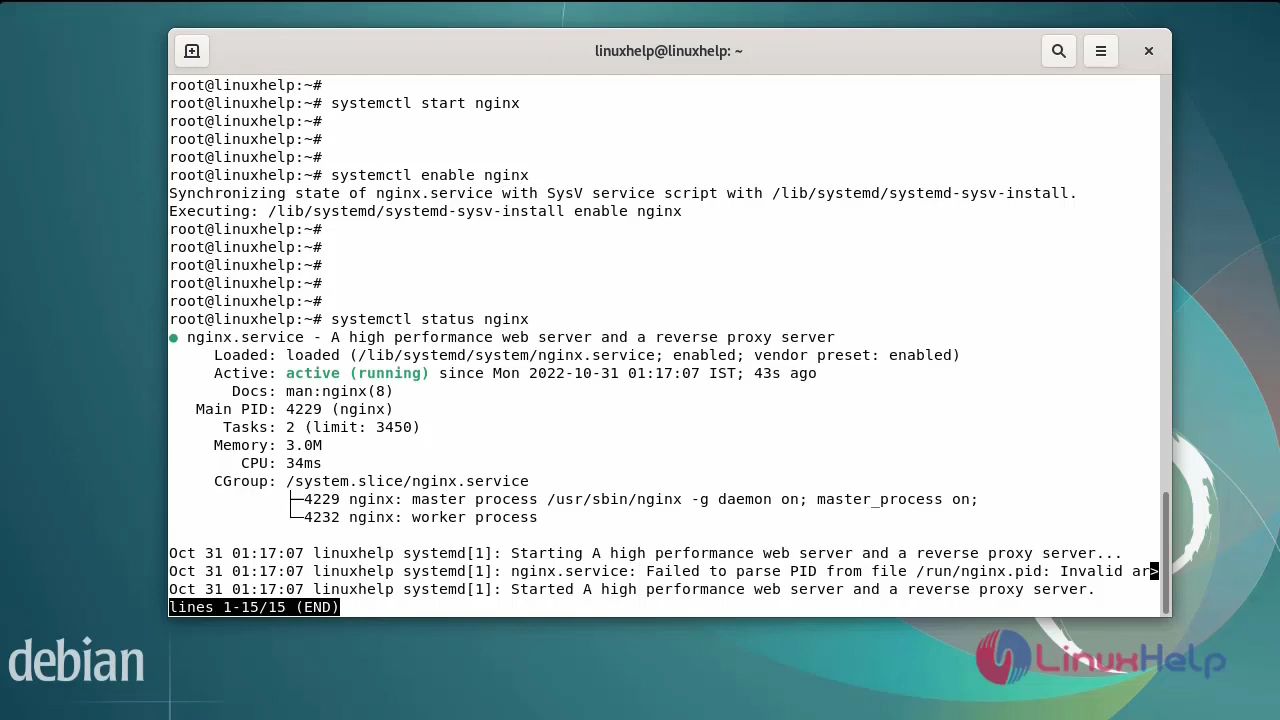 linuxhelp@linuxhelp: ~
root@linuxhelp:~#
root@linuxhelp:~# systemctl start nginx
root@linuxhelp:~#
root@linuxhelp:~#
root@linuxhelp:~#
root@linuxhelp:~# systemctl enable nginx
Synchronizing state of nginx.service with SysV service script with /lib/systemd/systemd-sysv-install.
Executing: /lib/systemd/systemd-sysv-install enable nginx
root@linuxhelp:~#
root@linuxhelp:~#
root@linuxhelp:~#
root@linuxhelp:~#
root@linuxhelp:~#
root@linuxhelp:~# systemctl status nginx
● nginx.service - A high performance web server and a reverse proxy server
Loaded: loaded (/lib/systemd/system/nginx.service; enabled; vendor preset: enabled)
Active: active (running) since Mon 2022-10-31 01:17:07 IST; 43s ago
Docs: man:nginx(8)
Main PID: 4229 (nginx)
Tasks: 2 (limit: 3450)
Memory: 3.0M
CPU: 34ms
CGroup: /system.slice/nginx.service
├─4229 nginx: master process /usr/sbin/nginx -g daemon on; master_process on;
└─4232 nginx: worker process
Oct 31 01:17:07 linuxhelp systemd[1]: Starting A high performance web server and a reverse proxy server...
Oct 31 01:17:07 linuxhelp systemd[1]: nginx.service: Failed to parse PID from file /run/nginx.pid: Invalid ar>
Oct 31 01:17:07 linuxhelp systemd[1]: Started A high performance web server and a reverse proxy server.
lines 1-15/15 (END)
debian
LinuxHelp